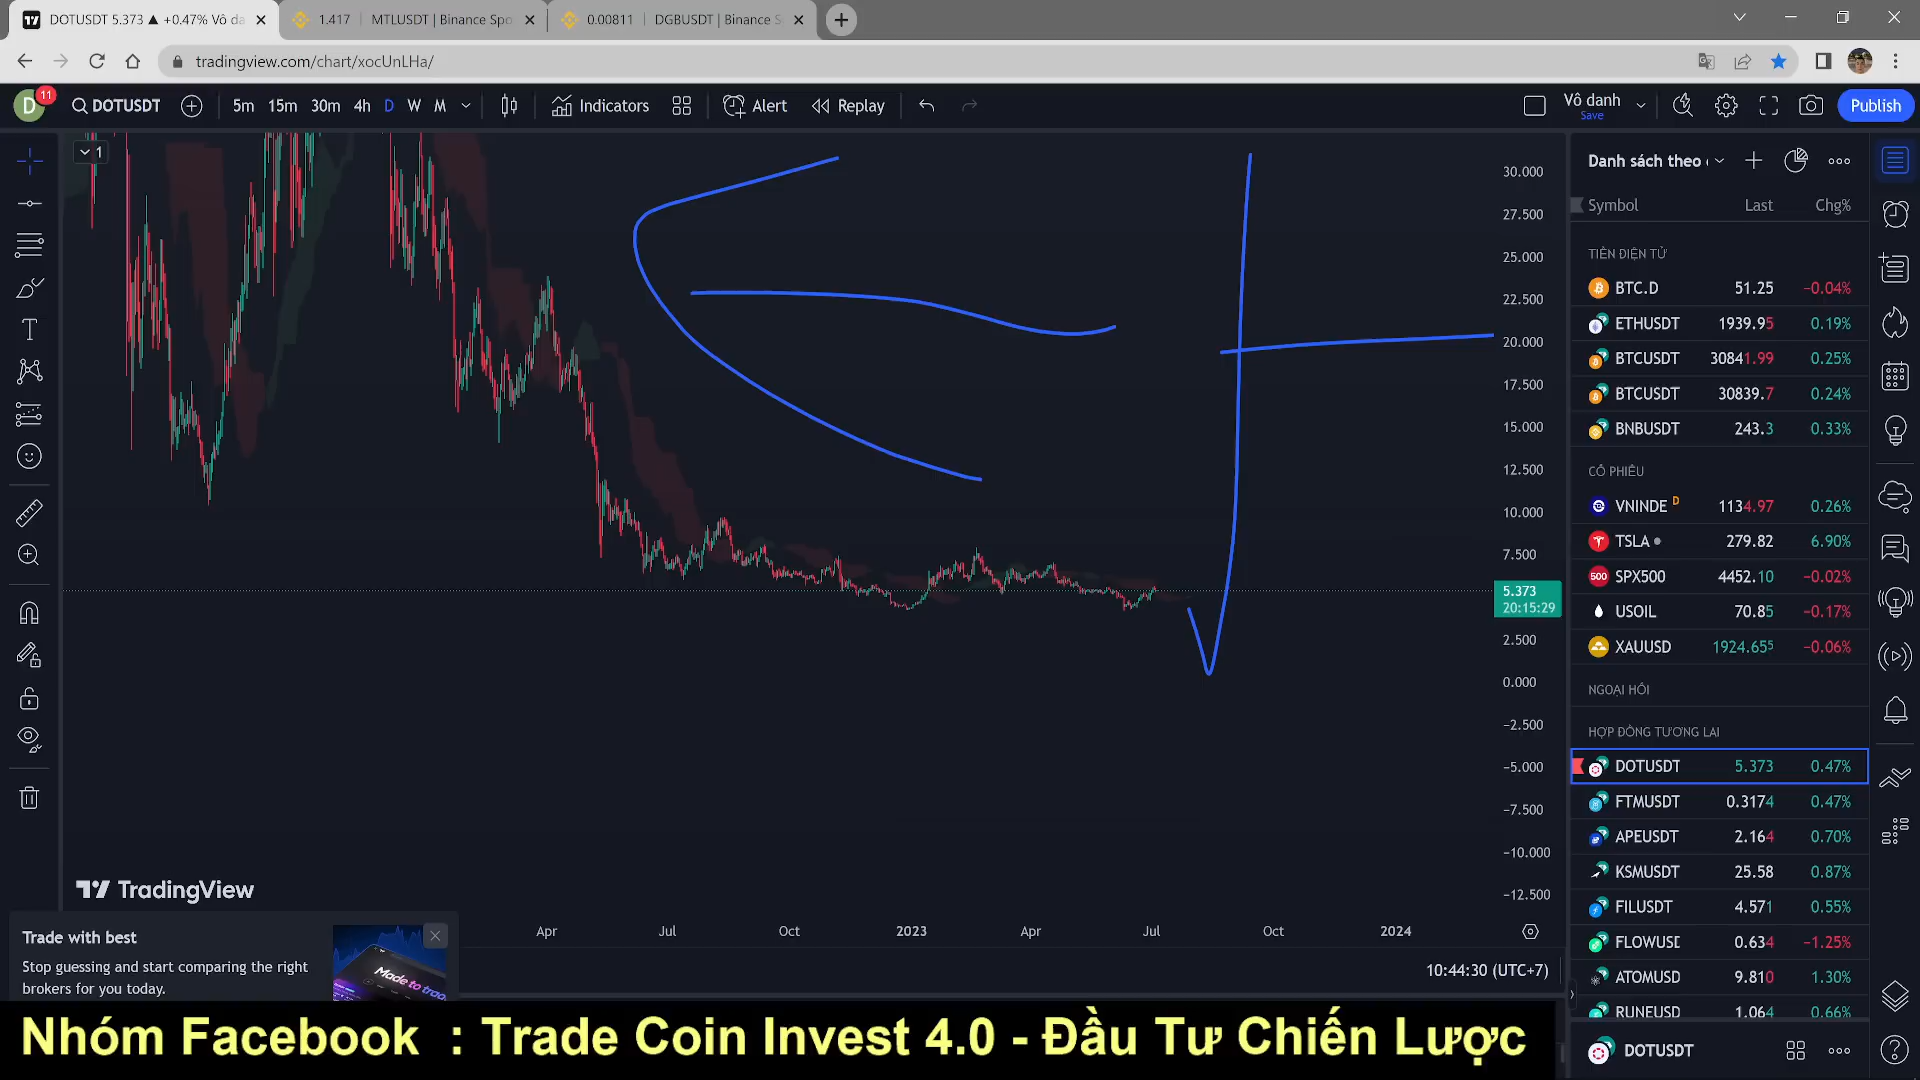 DOTUSDT 5.373 ▲ +0.47% Vô da
1.417 MTLUSDT | Binance Spo
0.00811 DGBUSDT | Binance S
tradingview.com/chart/xocUnLHa/
D 11 DOTUSDT 5m 15m 30m 4h D W M Indicators Alert Replay Vô danh Save Publish
1
30.000
27.500
25.000
22.500
20.000
17.500
15.000
12.500
10.000
7.500
5.373
20:15:29
2.500
0.000
−2.500
−5.000
−7.500
−10.000
−12.500
TradingView
Apr Jul Oct 2023 Apr Jul Oct 2024
10:44:30 (UTC+7)
Trade with best
Stop guessing and start comparing the right
brokers for you today.
Made to trad
Danh sách theo
Symbol Last Chg%
TIỀN ĐIỆN TỬ
BTC.D 51.25 −0.04%
ETHUSDT 1939.95 0.19%
BTCUSDT 30841.99 0.25%
BTCUSDT 30839.7 0.24%
BNBUSDT 243.3 0.33%
CỔ PHIẾU
VNINDE D 1134.97 0.26%
TSLA 279.82 6.90%
500 SPX500 4452.10 −0.02%
USOIL 70.85 −0.17%
XAUUSD 1924.655 −0.06%
NGOẠI HỐI
HỢP ĐỒNG TƯƠNG LAI
DOTUSDT 5.373 0.47%
FTMUSDT 0.3174 0.47%
APEUSDT 2.164 0.70%
KSMUSDT 25.58 0.87%
FILUSDT 4.571 0.55%
FLOWUSD 0.634 −1.25%
ATOMUSD 9.810 1.30%
RUNEUSD 1.064 0.66%
DOTUSDT
Nhóm Facebook : Trade Coin Invest 4.0 - Đầu Tư Chiến Lược